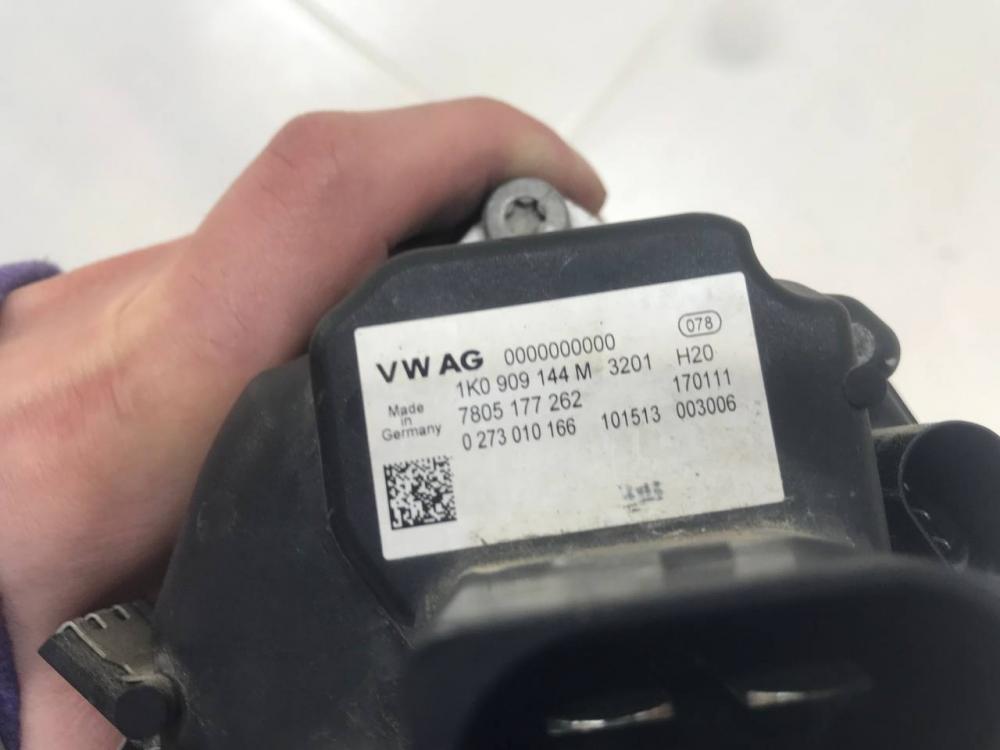 078
VW AG 0000000000
1K0 909 144 M 3201 H20
Made in Germany
7805 177 262 170111
0 273 010 166 101513 003006